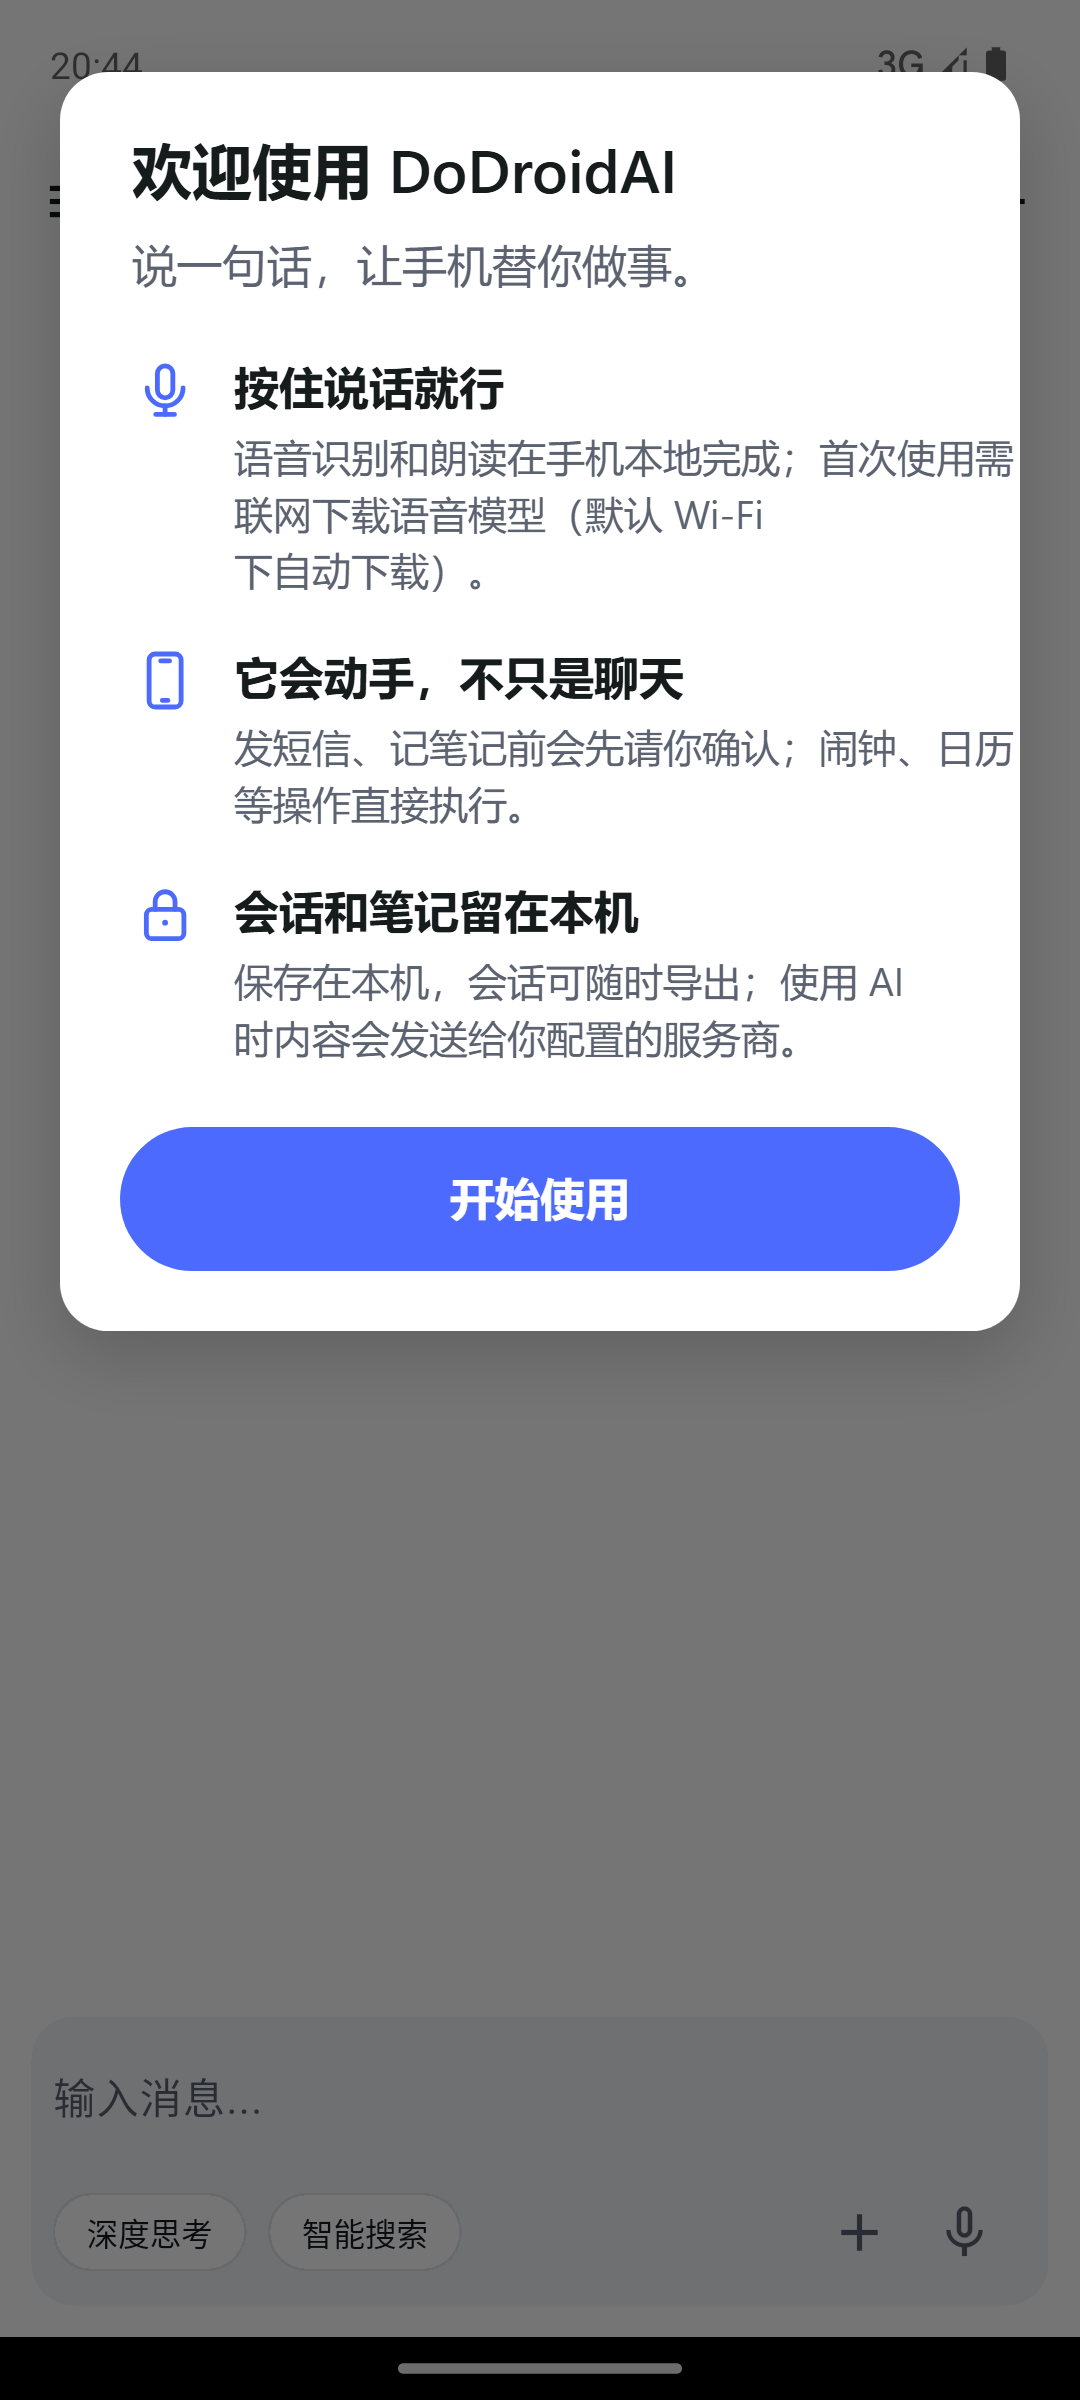 20:44
3G
欢迎使用 DoDroidAI
说一句话，让手机替你做事。
按住说话就行
语音识别和朗读在手机本地完成；首次使用需
联网下载语音模型（默认 Wi-Fi
下自动下载）。
它会动手，不只是聊天
发短信、记笔记前会先请你确认；闹钟、日历
等操作直接执行。
会话和笔记留在本机
保存在本机，会话可随时导出；使用 AI
时内容会发送给你配置的服务商。
开始使用
输入消息...
深度思考
智能搜索